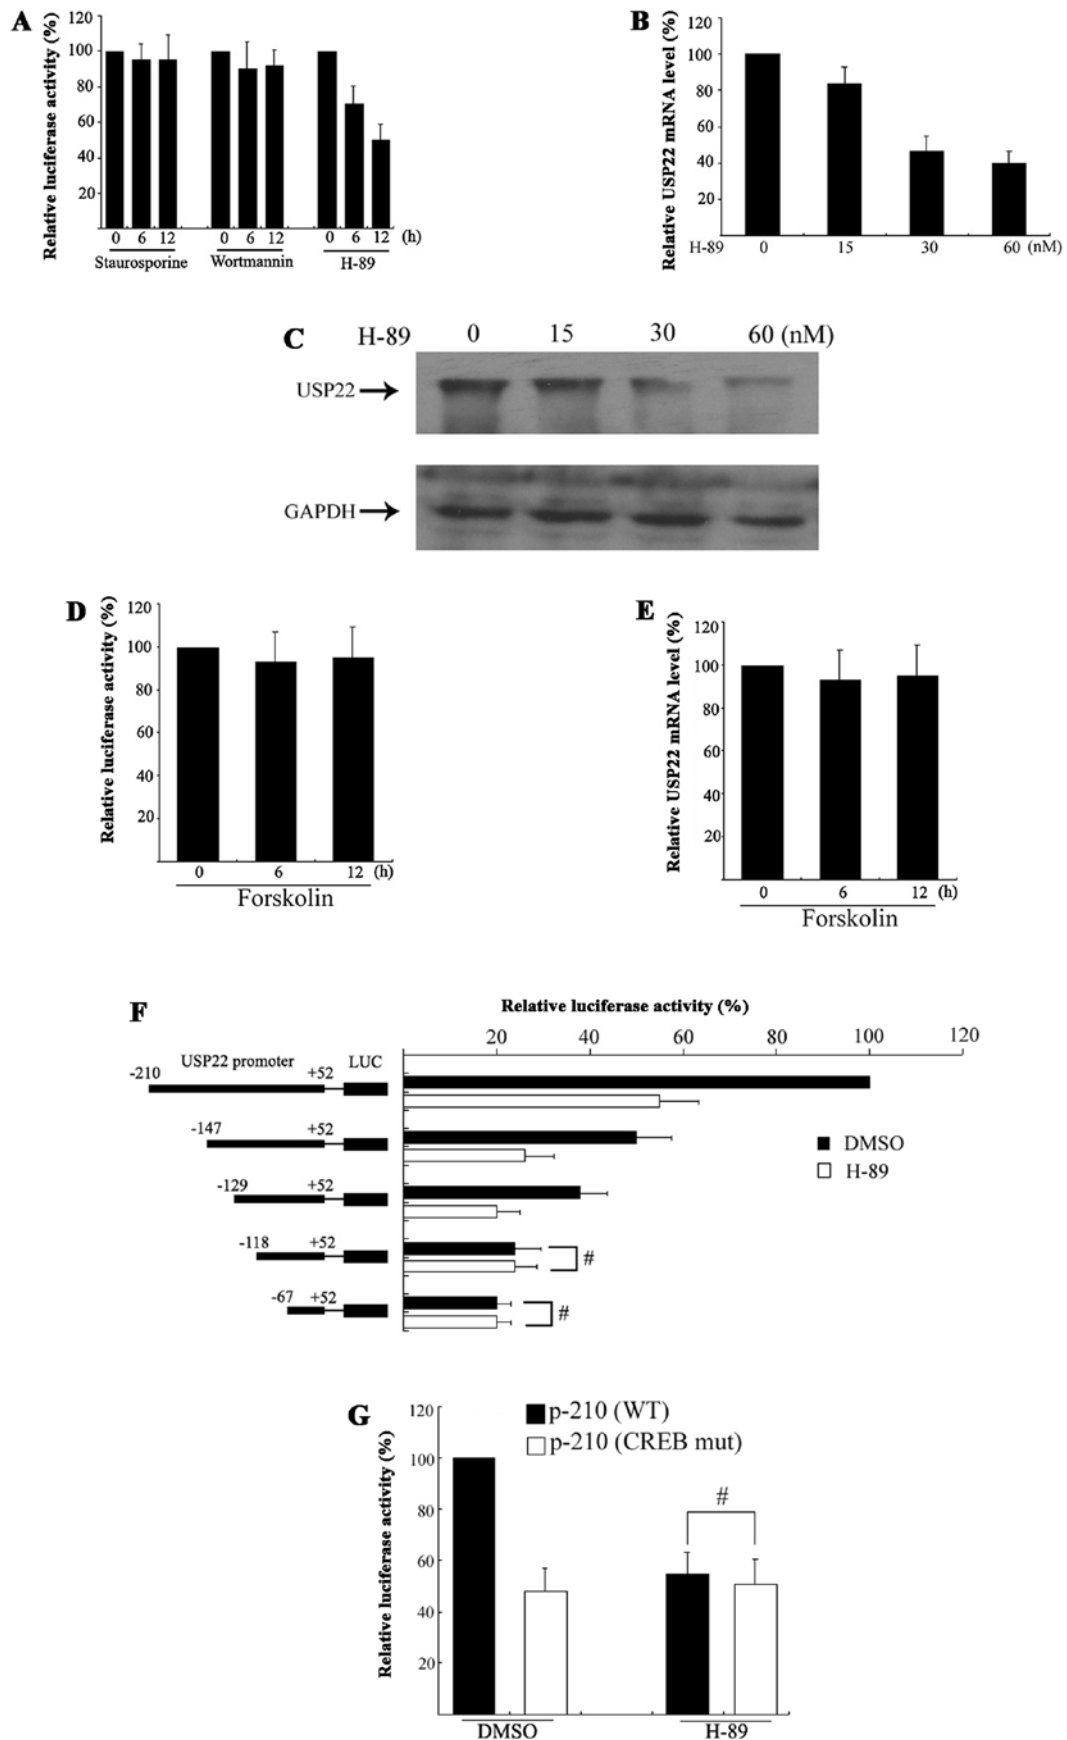 A
Relative luciferase activity (%)
120
100
80
60
40
20
0 6 12 0 6 12 0 6 12 (h)
Staurosporine Wortmannin H-89
B
Relative USP22 mRNA level (%)
120
100
80
60
40
20
H-89 0 15 30 60 (nM)
C
H-89 0 15 30 60 (nM)
USP22
GAPDH
D
Relative luciferase activity (%)
120
100
80
60
40
20
0 6 12 (h)
Forskolin
E
Relative USP22 mRNA level (%)
120
100
80
60
40
20
0 6 12 (h)
Forskolin
F
Relative luciferase activity (%)
20 40 60 80 100 120
USP22 promoter LUC
-210 +52
-147 +52
-129 +52
-118 +52
-67 +52
DMSO
H-89
#
#
G
Relative luciferase activity (%)
120
100
80
60
40
20
p-210 (WT)
p-210 (CREB mut)
#
DMSO H-89